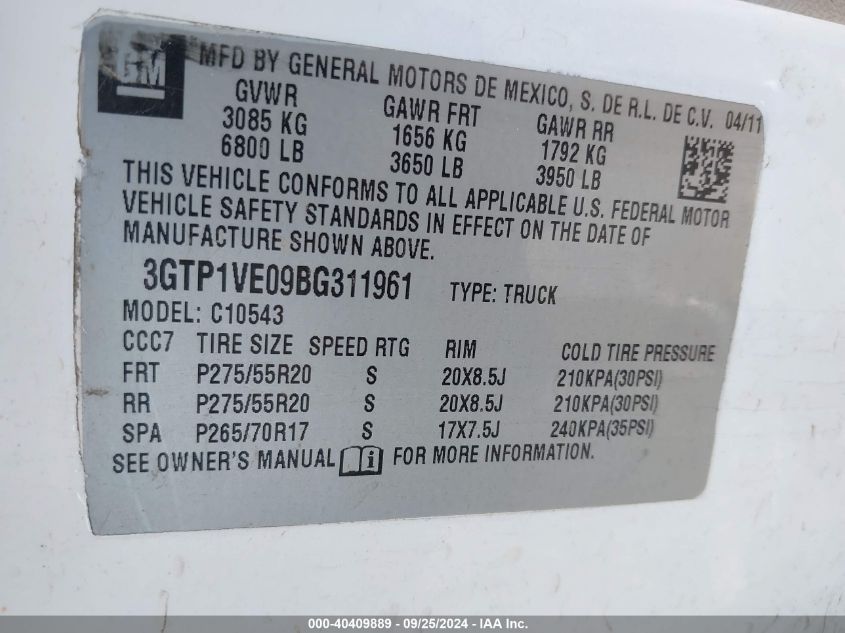 GM
MFD BY GENERAL MOTORS DE MEXICO, S. DE R.L. DE C.V. 04/11
GVWR GAWR FRT GAWR RR
3085 KG 1656 KG 1792 KG
6800 LB 3650 LB 3950 LB
THIS VEHICLE CONFORMS TO ALL APPLICABLE U.S. FEDERAL MOTOR
VEHICLE SAFETY STANDARDS IN EFFECT ON THE DATE OF
MANUFACTURE SHOWN ABOVE.
3GTP1VE09BG311961 TYPE: TRUCK
MODEL: C10543
CCC7 TIRE SIZE SPEED RTG RIM COLD TIRE PRESSURE
FRT P275/55R20 S 20X8.5J 210KPA(30PSI)
RR P275/55R20 S 20X8.5J 210KPA(30PSI)
SPA P265/70R17 S 17X7.5J 240KPA(35PSI)
SEE OWNER'S MANUAL i FOR MORE INFORMATION.
000-40409889 - 09/25/2024 - IAA Inc.